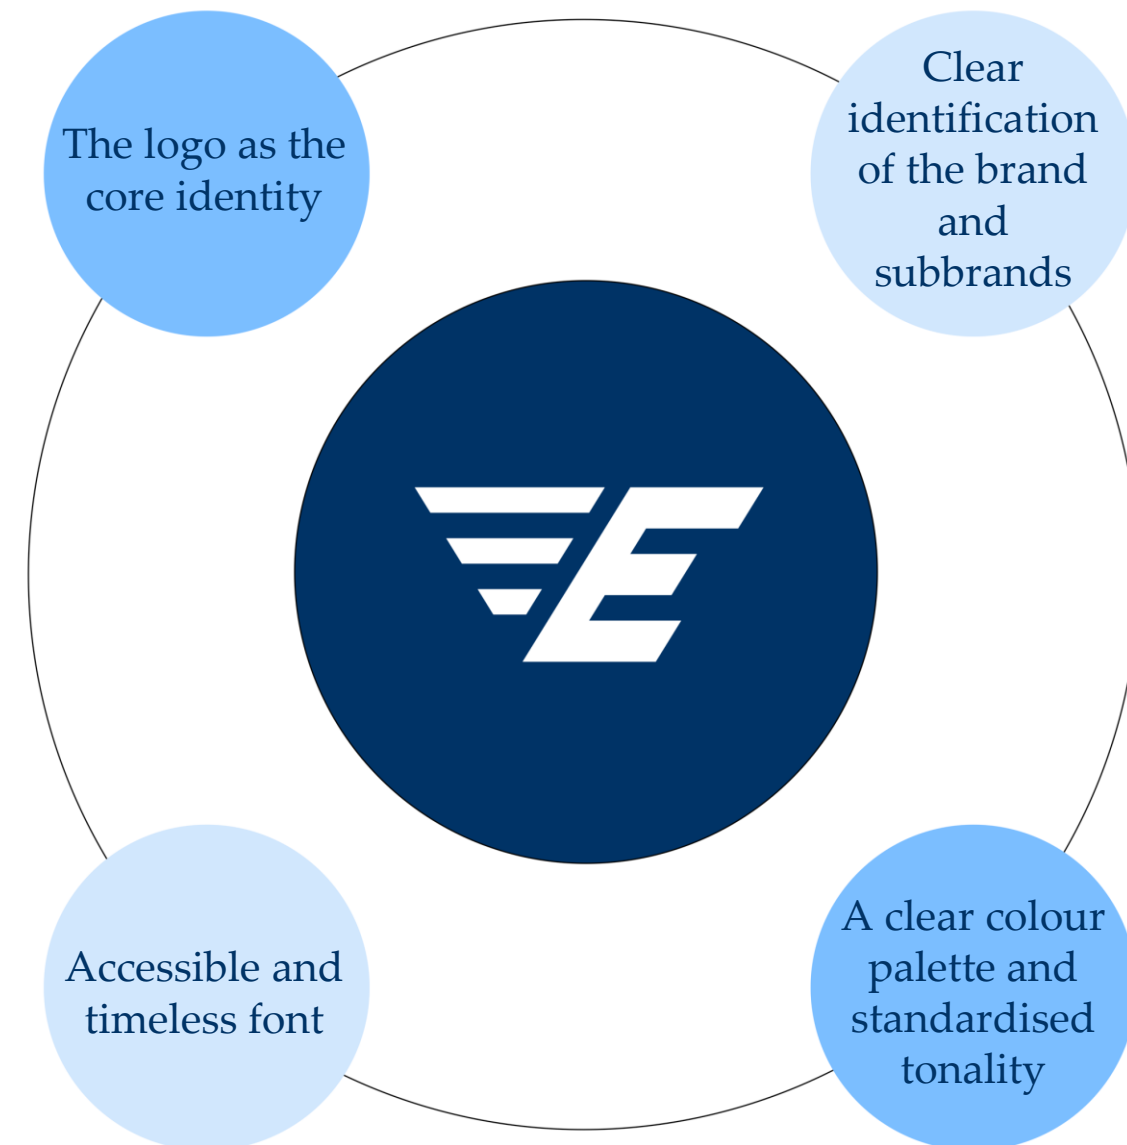 The logo as the
core identity
Clear
identification
of the brand
and
subbrands
E
Accessible and
timeless font
A clear colour
palette and
standardised
tonality